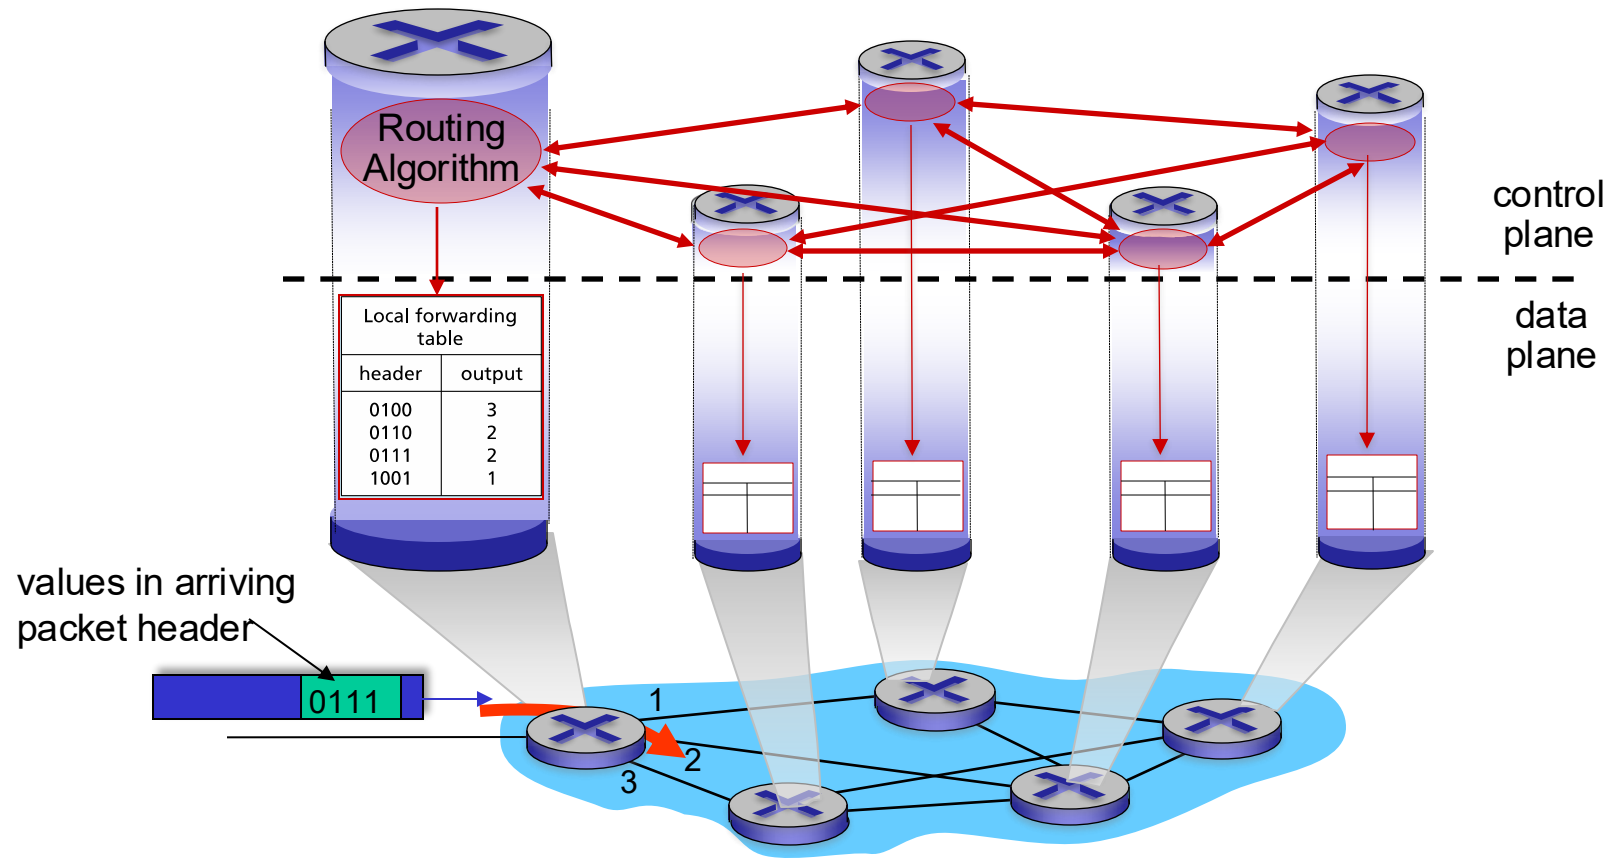 Routing
Algorithm
control
plane
data
plane
Local forwarding
table
header output
0100 3
0110 2
0111 2
1001 1
values in arriving
packet header
0111
1
2
3